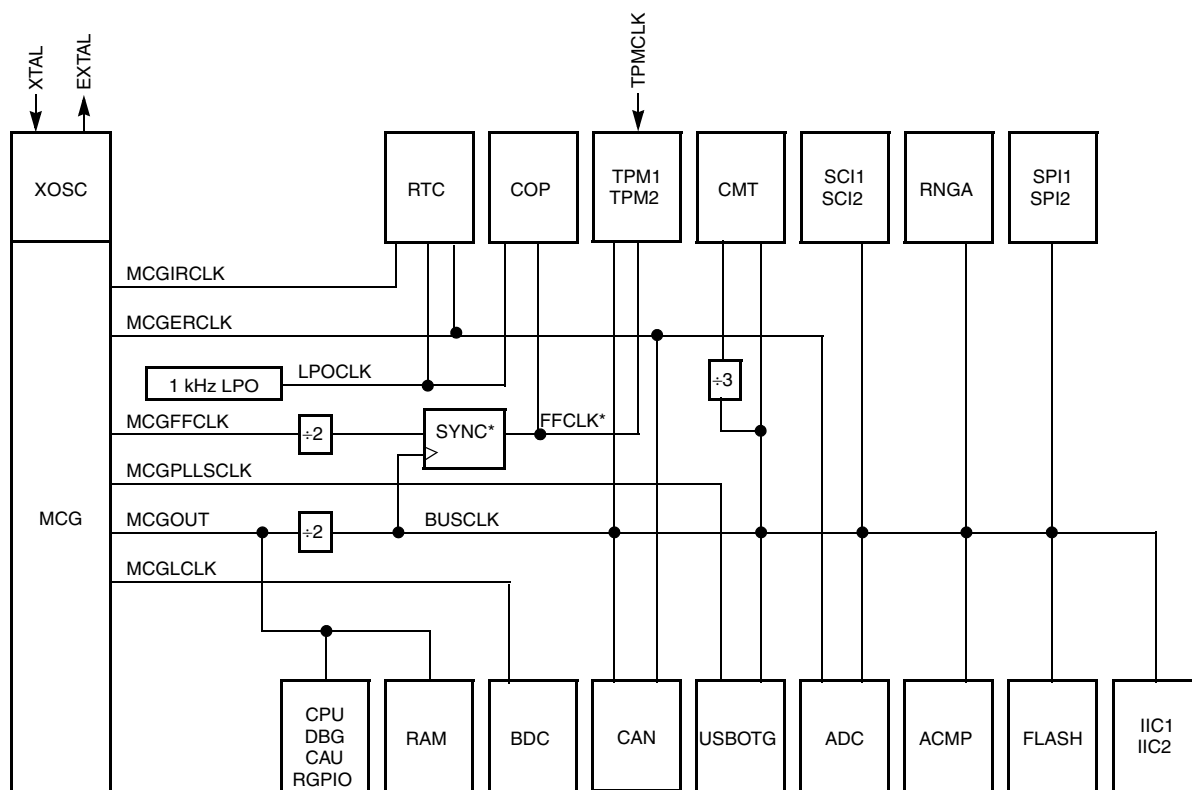 XTAL
EXTAL
TPMCLK
XOSC
RTC
COP
TPM1
TPM2
CMT
SCI1
SCI2
RNGA
SPI1
SPI2
MCGIRCLK
MCGERCLK
1 kHz LPO
LPOCLK
÷3
MCGFFCLK
÷2
SYNC*
FFCLK*
MCGPLLSCLK
MCG
MCGOUT
÷2
BUSCLK
MCGLCLK
CPU
DBG
CAU
RGPIO
RAM
BDC
CAN
USBOTG
ADC
ACMP
FLASH
IIC1
IIC2